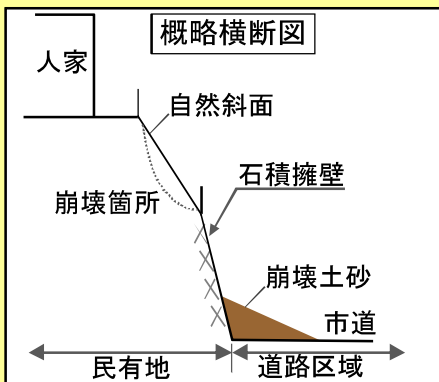 概略横断図
人家
自然斜面
石積擁壁
崩壊箇所
崩壊土砂
市道
民有地
道路区域